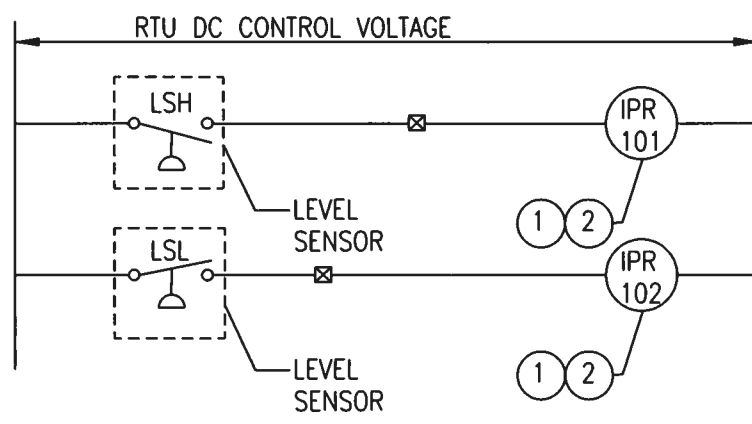 RTU DC CONTROL VOLTAGE
LSH
IPR
101
LEVEL
SENSOR
1 2
LSL
IPR
102
LEVEL
SENSOR
1 2